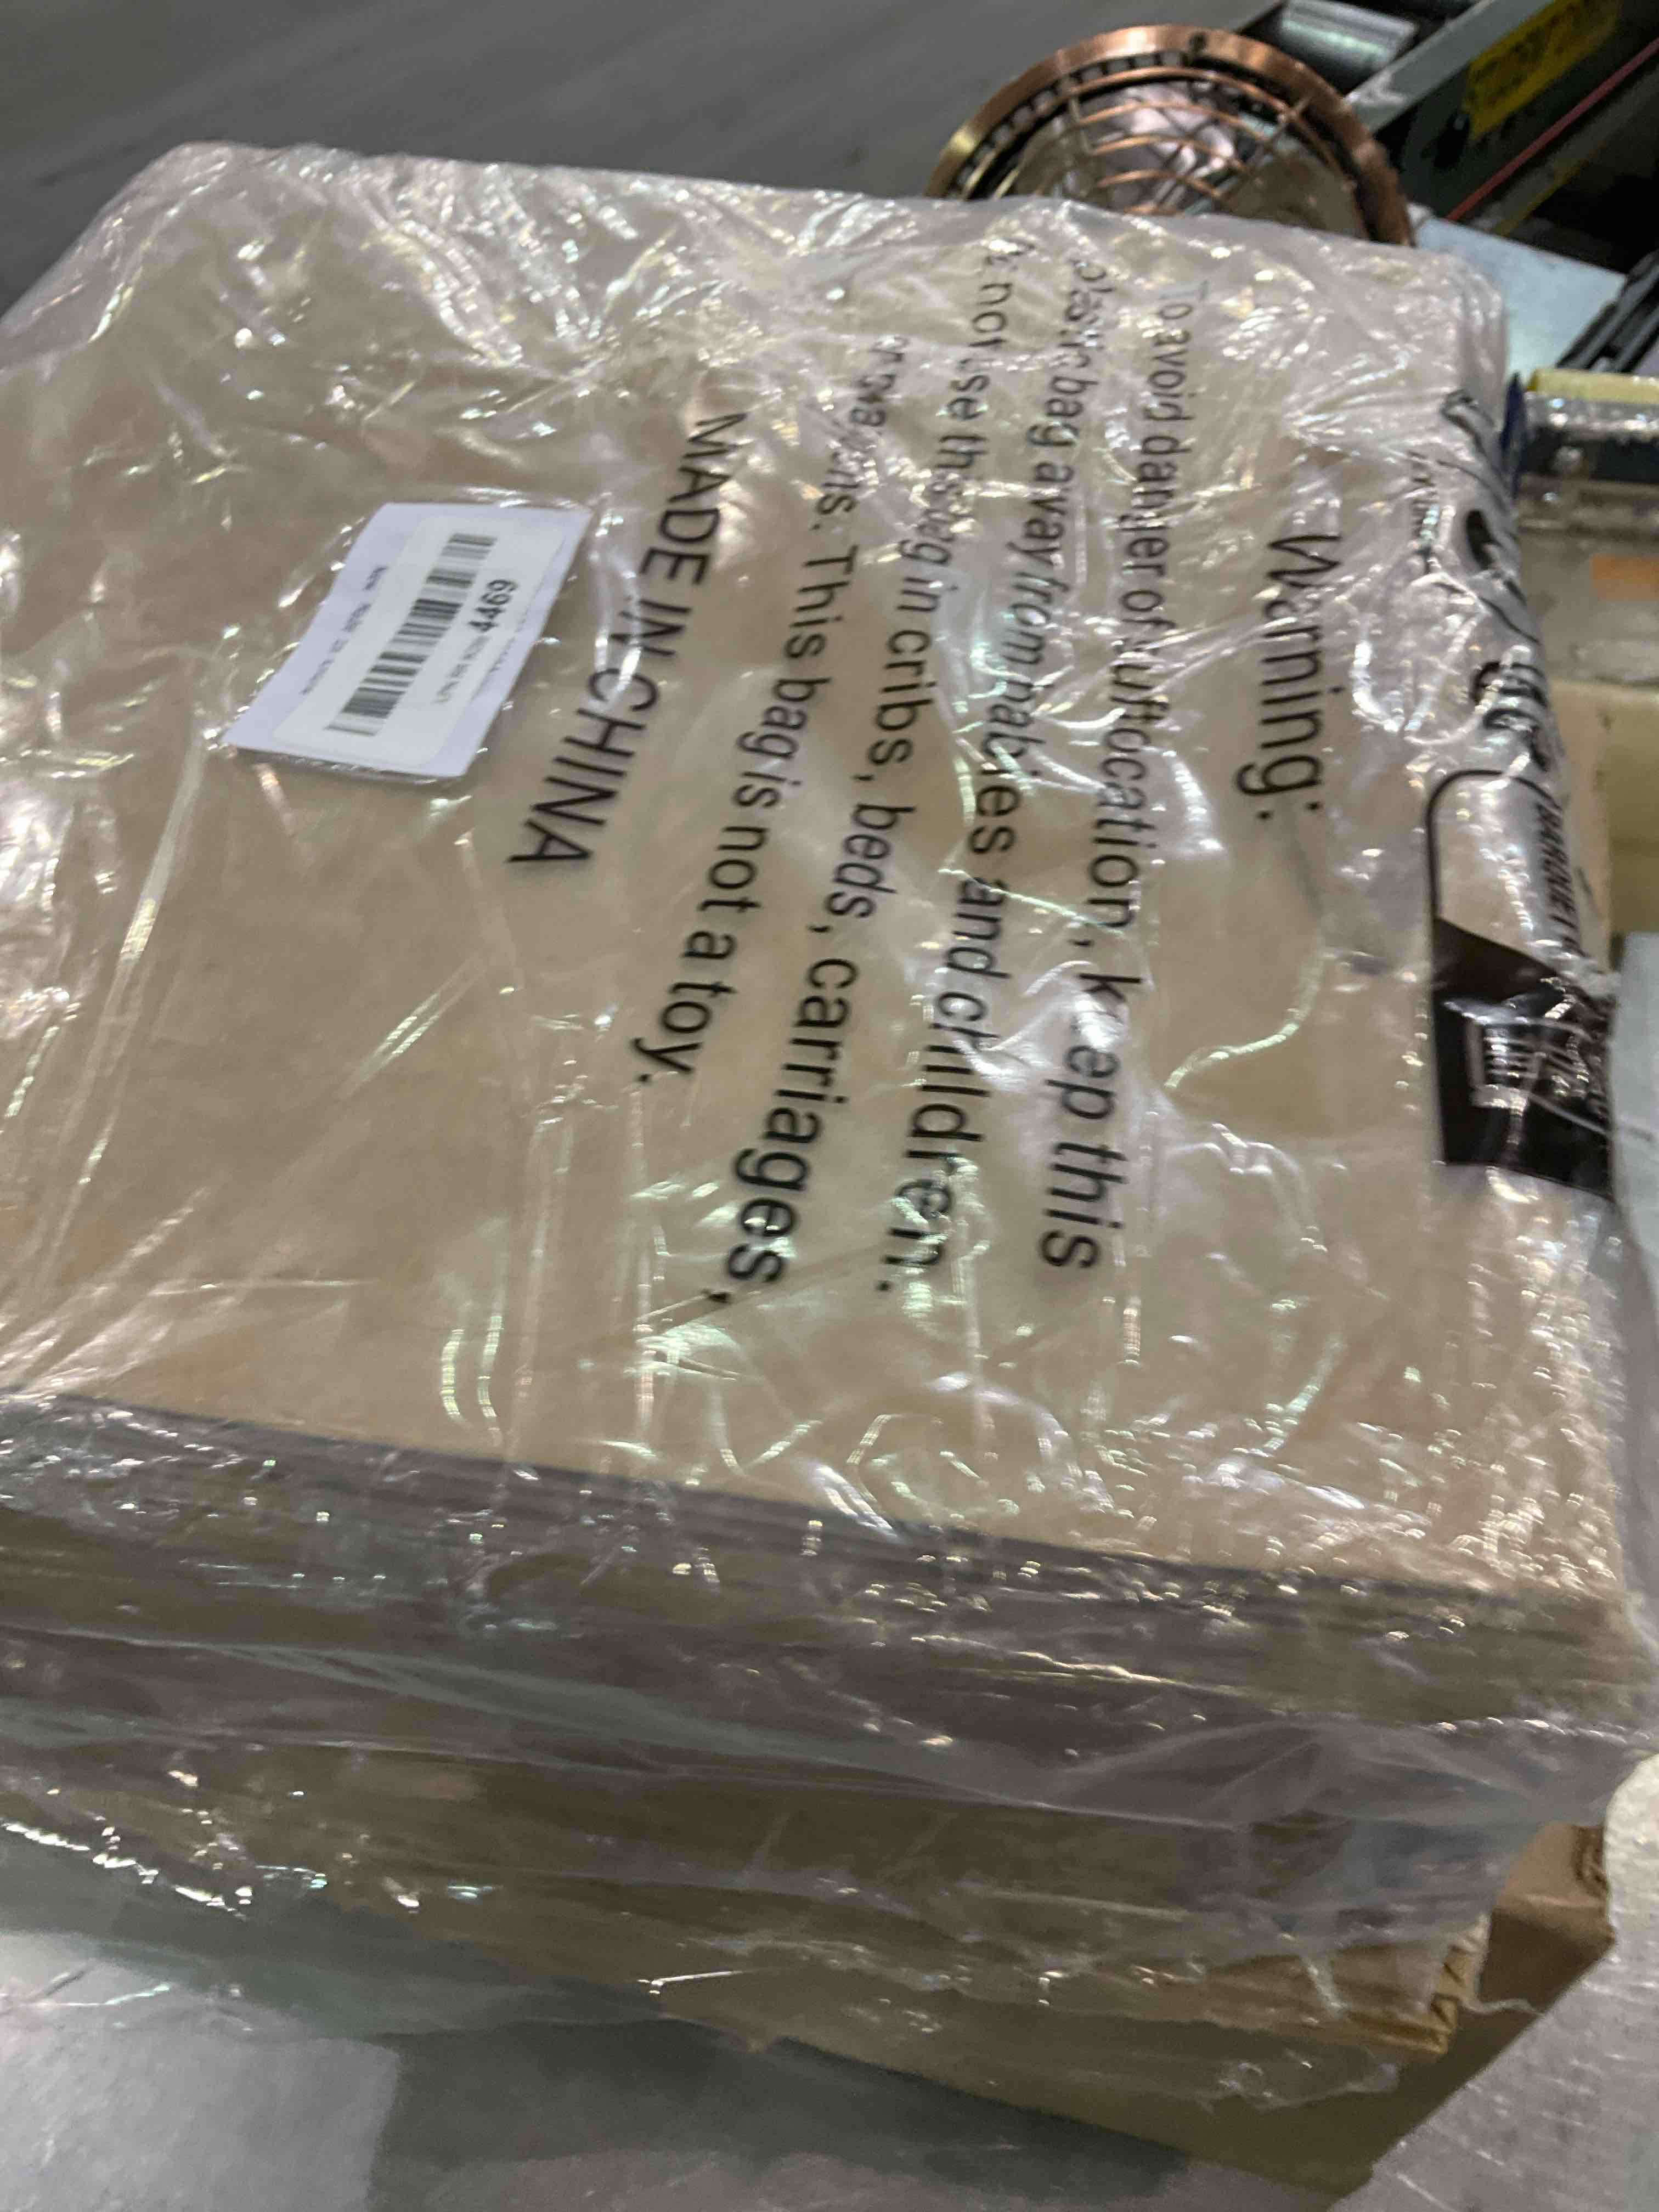 Warning:
To avoid danger of suffocation, keep this
plastic bag away from babies and children.
not use this bag in cribs, beds, carriages,
This bag is not a toy.
MADE IN CHINA
4469